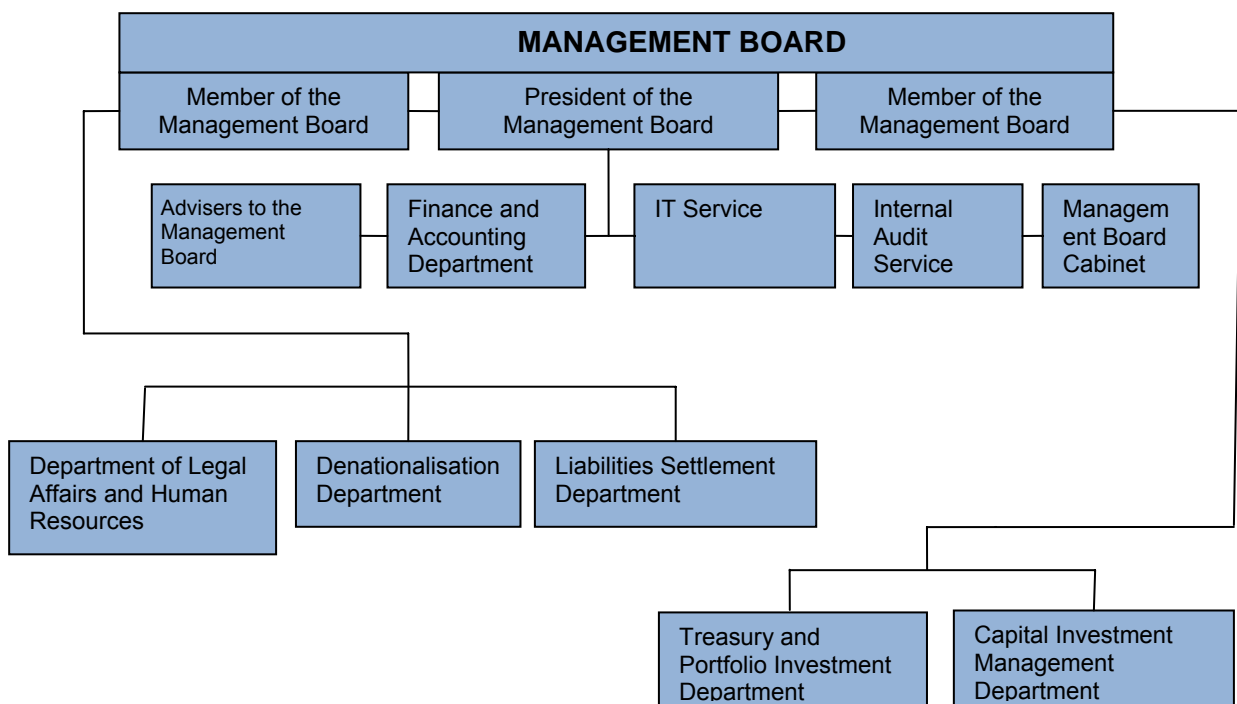 MANAGEMENT BOARD
Member of the
Management Board
President of the
Management Board
Member of the
Management Board
Advisers to the
Management
Board
Finance and
Accounting
Department
IT Service
Internal
Audit
Service
Managem
ent Board
Cabinet
Department of Legal
Affairs and Human
Resources
Denationalisation
Department
Liabilities Settlement
Department
Treasury and
Portfolio Investment
Department
Capital Investment
Management
Department